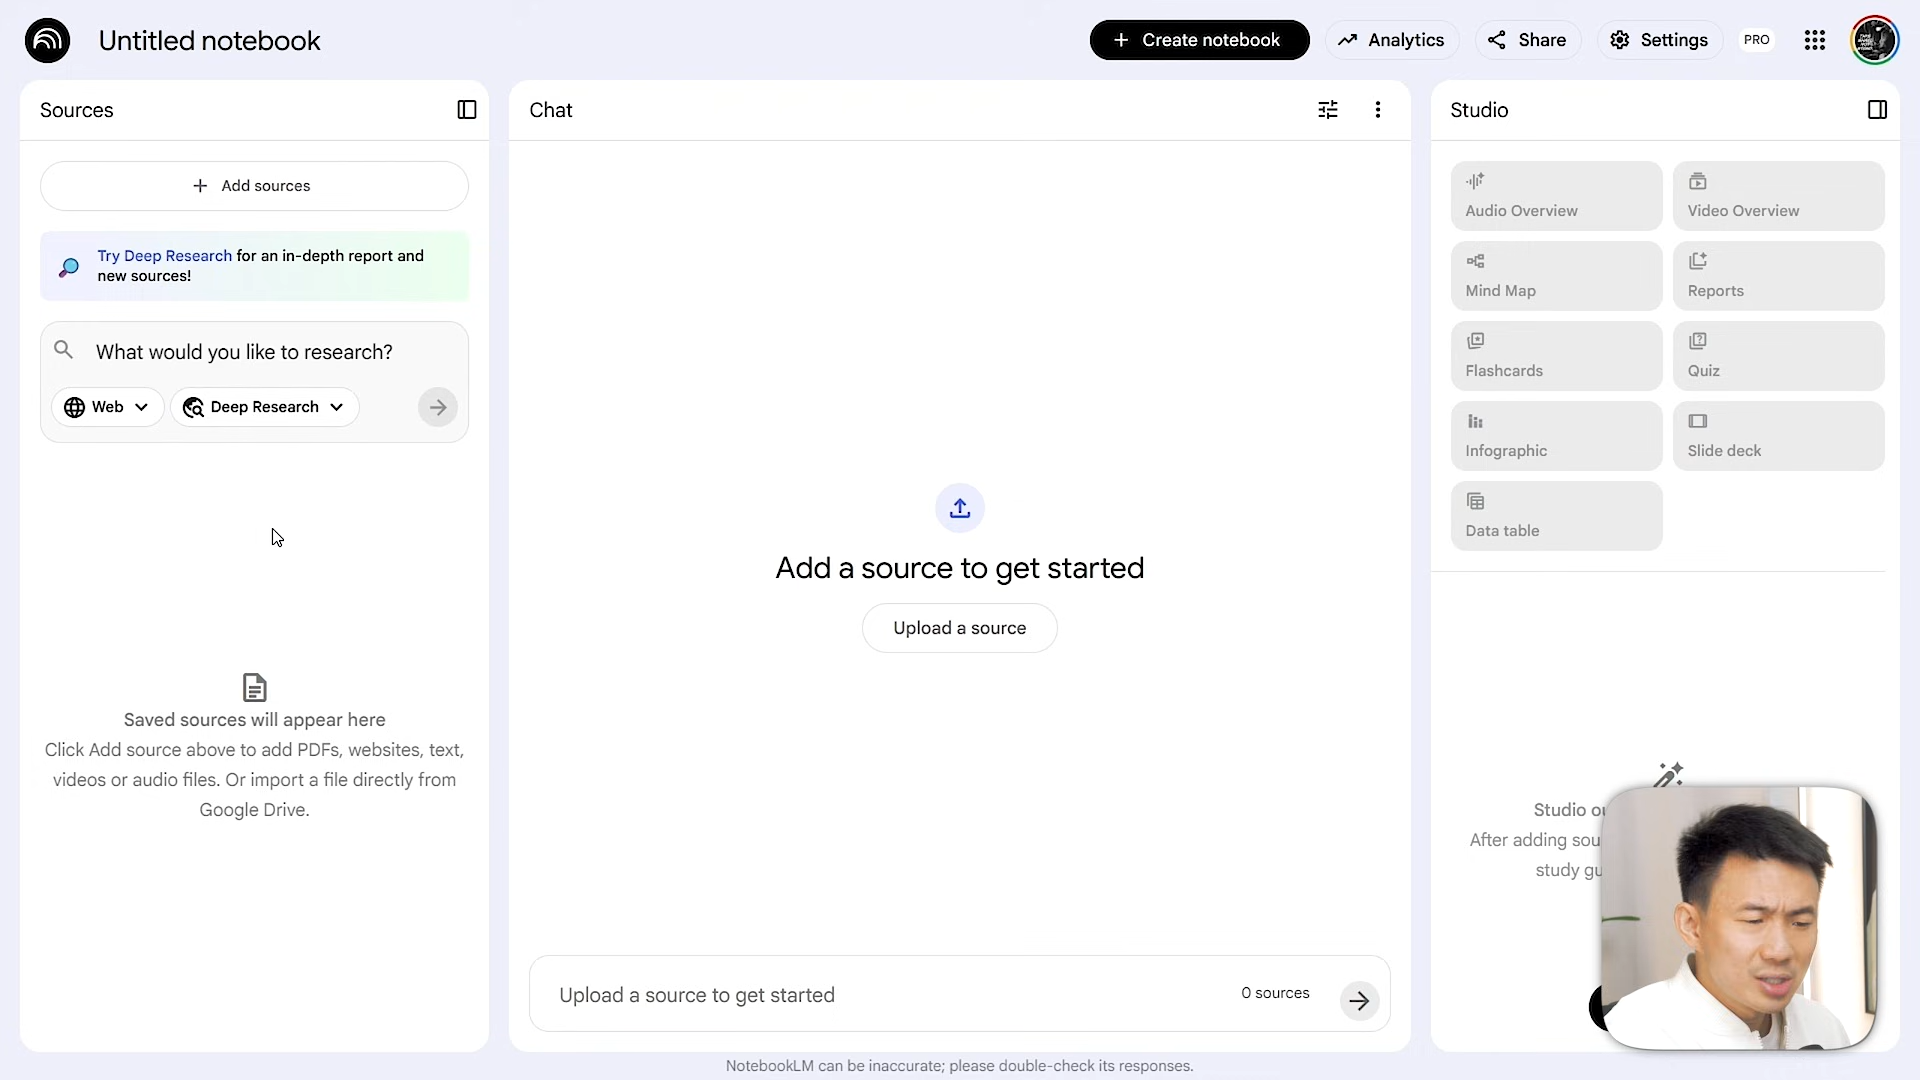 Untitled notebook
Create notebook
Analytics
Share
Settings
PRO
Sources
Add sources
Try Deep Research for an in-depth report and
new sources!
What would you like to research?
Web
Deep Research
Saved sources will appear here
Click Add source above to add PDFs, websites, text,
videos or audio files. Or import a file directly from
Google Drive.
Chat
Add a source to get started
Upload a source
Upload a source to get started
0 sources
NotebookLM can be inaccurate; please double-check its responses.
Studio
Audio Overview
Video Overview
Mind Map
Reports
Flashcards
Quiz
Infographic
Slide deck
Data table
Studio
After adding
study